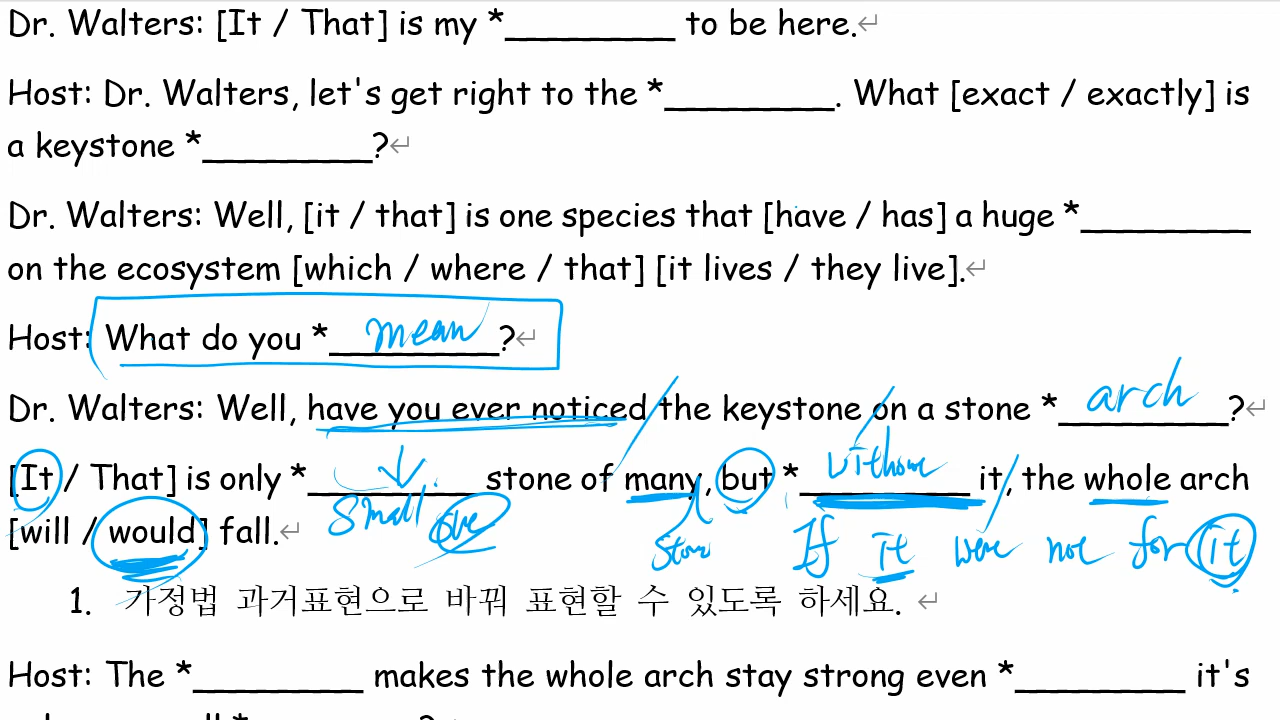 Dr. Walters: [It / That] is my *________ to be here.
Host: Dr. Walters, let's get right to the *________. What [exact / exactly] is
a keystone *________?
Dr. Walters: Well, [it / that] is one species that [have / has] a huge *________
on the ecosystem [which / where / that] [it lives / they live].
Host: What do you * mean ?
Dr. Walters: Well, have you ever noticed the keystone on a stone * arch ?
[It / That] is only *________ stone of many, but * without it, the whole arch
small one
[will / would] fall.
If it were not for it
1. 가정법 과거표현으로 바꿔 표현할 수 있도록 하세요.
Host: The *________ makes the whole arch stay strong even *________ it's